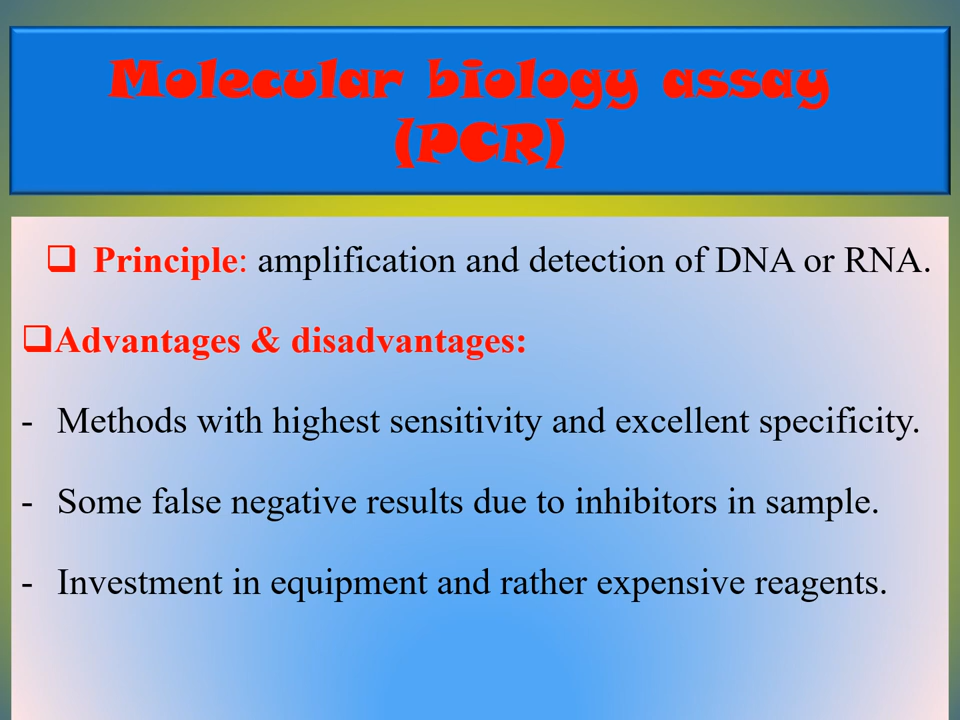 Molecular biology assay
(PCR)
❑ Principle: amplification and detection of DNA or RNA.
❑Advantages & disadvantages:
- Methods with highest sensitivity and excellent specificity.
- Some false negative results due to inhibitors in sample.
- Investment in equipment and rather expensive reagents.